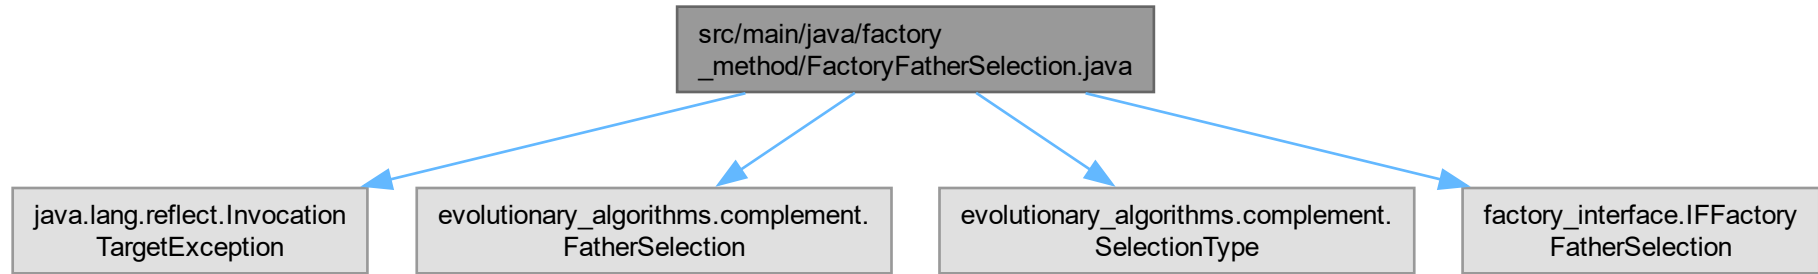 src/main/java/factory
_method/FactoryFatherSelection.java
java.lang.reflect.Invocation
TargetException
evolutionary_algorithms.complement.
FatherSelection
evolutionary_algorithms.complement.
SelectionType
factory_interface.IFFactory
FatherSelection